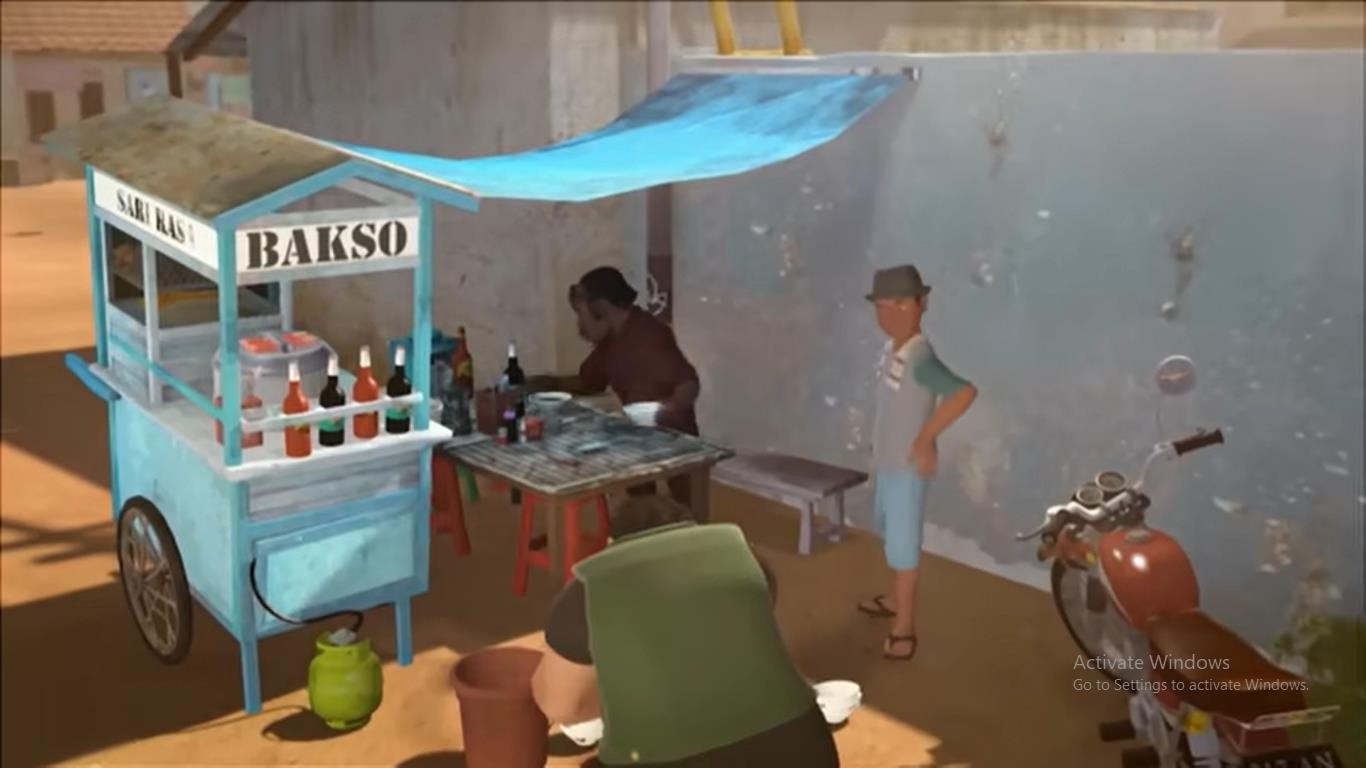 SARI RAS
BAKSO
Activate Windows
Go to Settings to activate Windows.